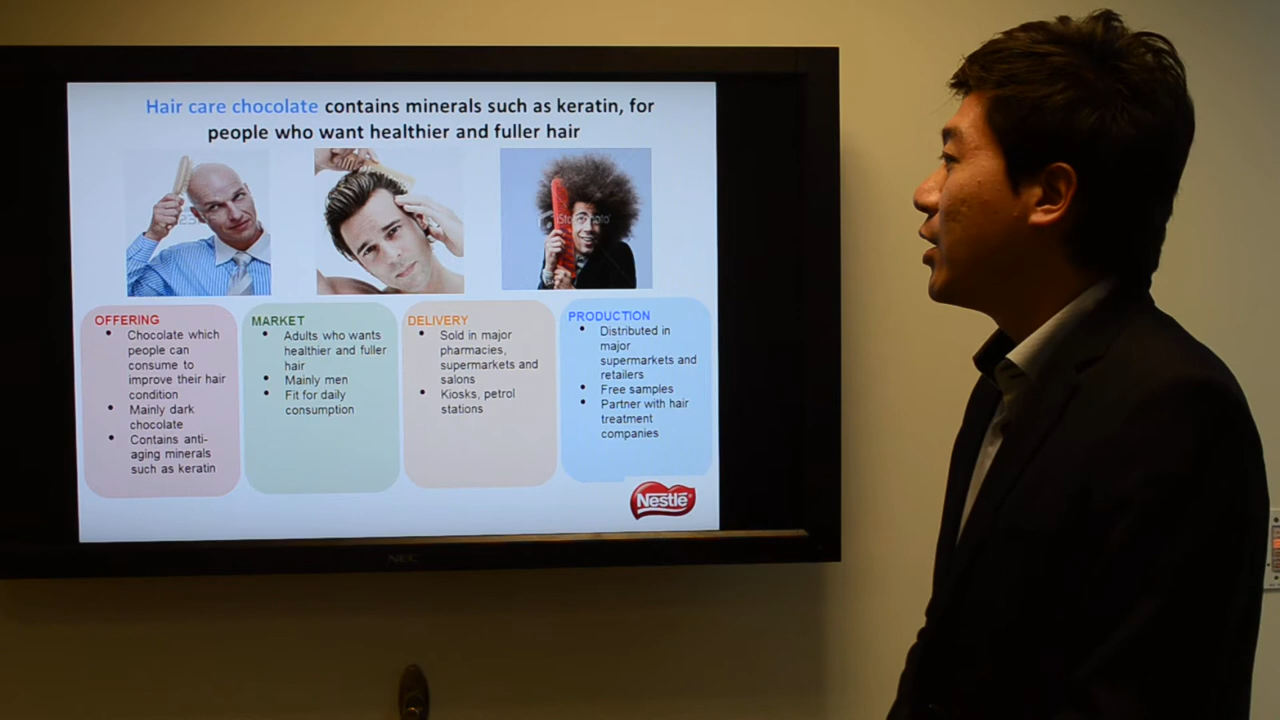 Hair care chocolate contains minerals such as keratin, for
people who want healthier and fuller hair
iStockphoto
OFFERING
• Chocolate which
people can
consume to
improve their hair
condition
• Mainly dark
chocolate
• Contains anti-
aging minerals
such as keratin
MARKET
• Adults who wants
healthier and fuller
hair
• Mainly men
• Fit for daily
consumption
DELIVERY
• Sold in major
pharmacies,
supermarkets and
salons
• Kiosks, petrol
stations
PRODUCTION
• Distributed in
major
supermarkets and
retailers
• Free samples
• Partner with hair
treatment
companies
Nestlé
NEC